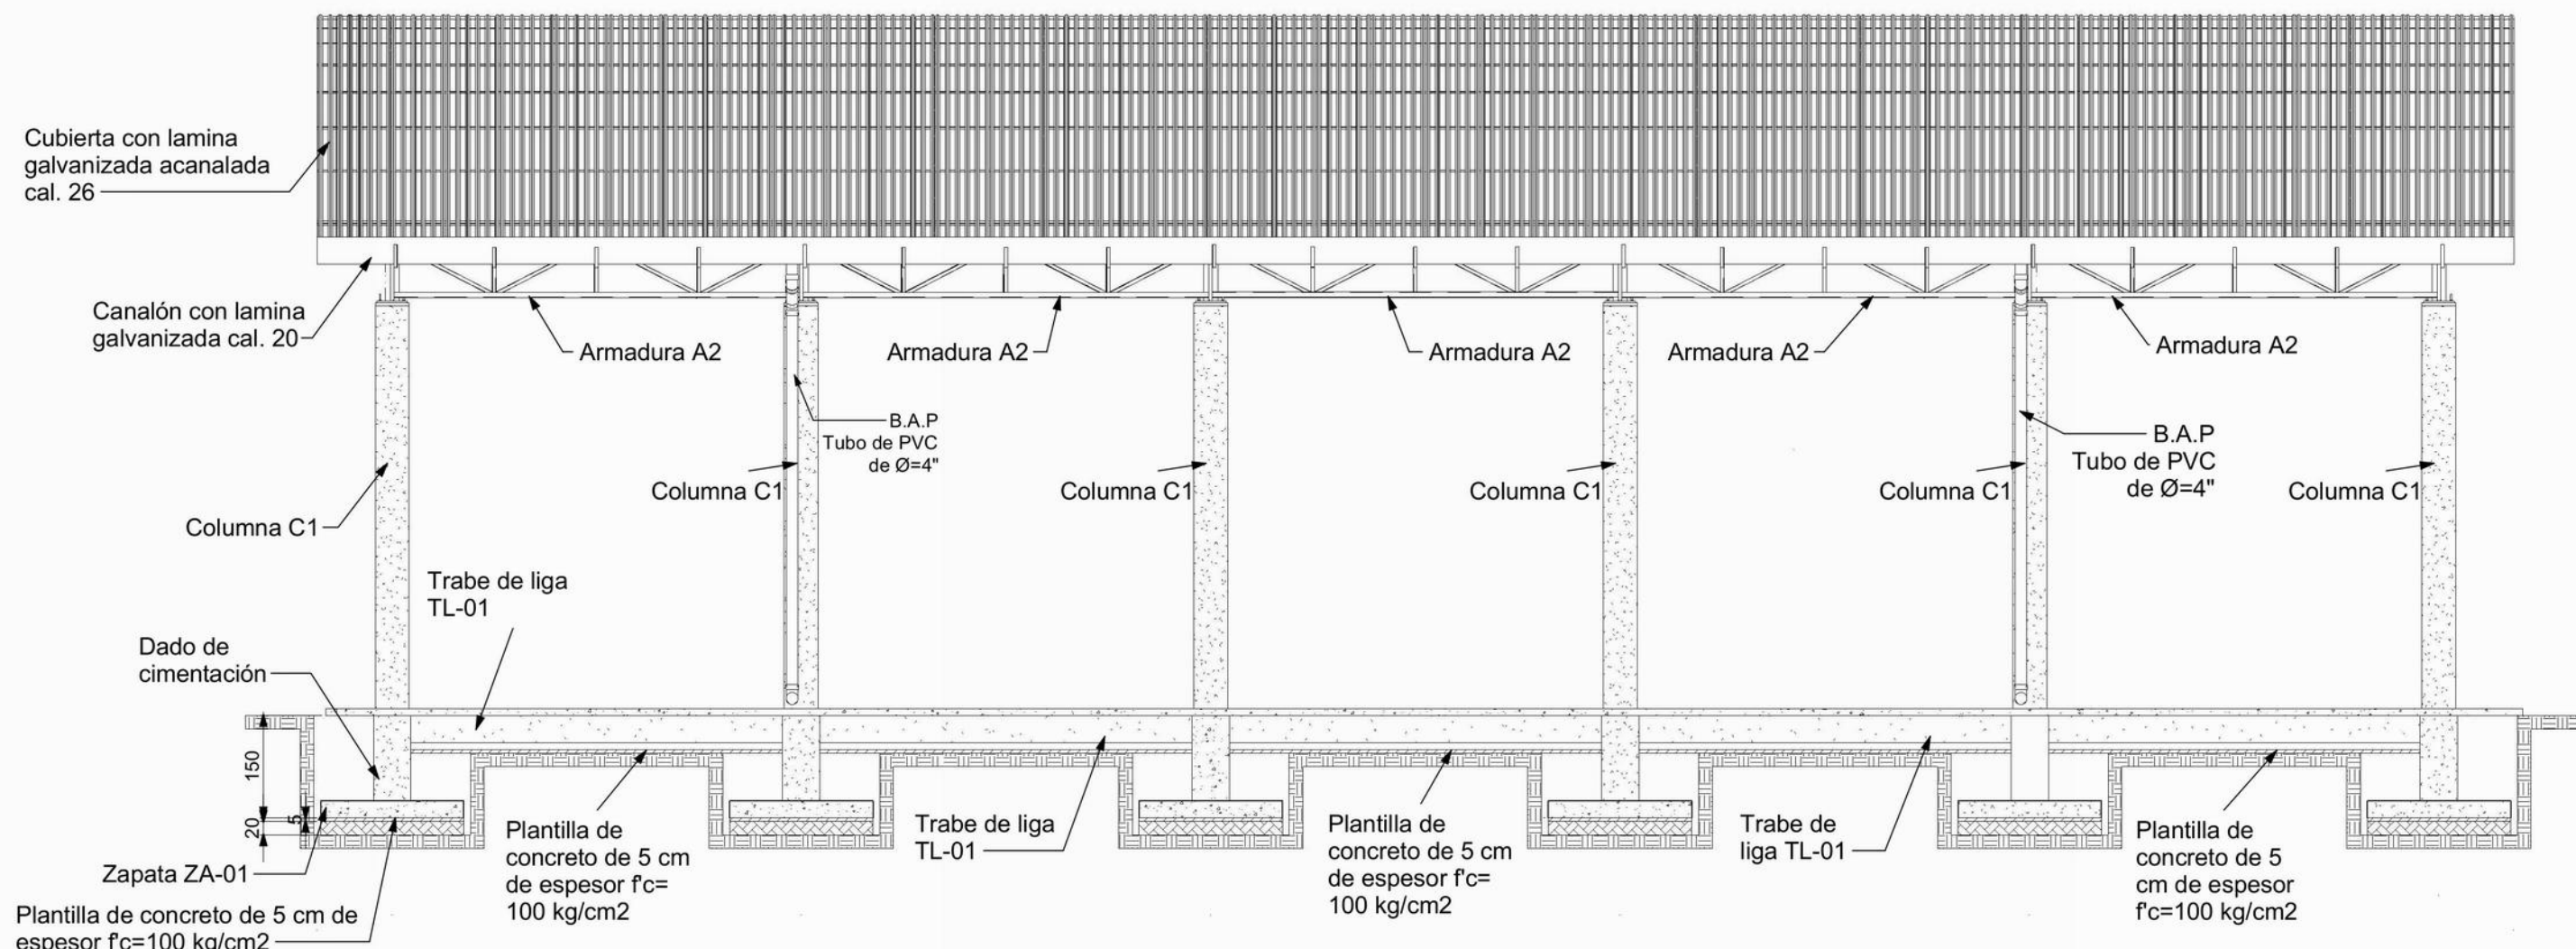 Cubierta con lamina
galvanizada acanalada
cal. 26
Canalón con lamina
galvanizada cal. 20
Armadura A2
Armadura A2
Armadura A2
Armadura A2
Armadura A2
B.A.P
Tubo de PVC
de Ø=4"
B.A.P
Tubo de PVC
de Ø=4"
Columna C1
Columna C1
Columna C1
Columna C1
Columna C1
Columna C1
Trabe de liga
TL-01
Dado de
cimentación
150
20
5
Zapata ZA-01
Plantilla de concreto de 5 cm de
espesor f'c=100 kg/cm2
Plantilla de
concreto de 5 cm
de espesor f'c=
100 kg/cm2
Trabe de liga
TL-01
Plantilla de
concreto de 5 cm
de espesor f'c=
100 kg/cm2
Trabe de
liga TL-01
Plantilla de
concreto de 5
cm de espesor
f'c=100 kg/cm2